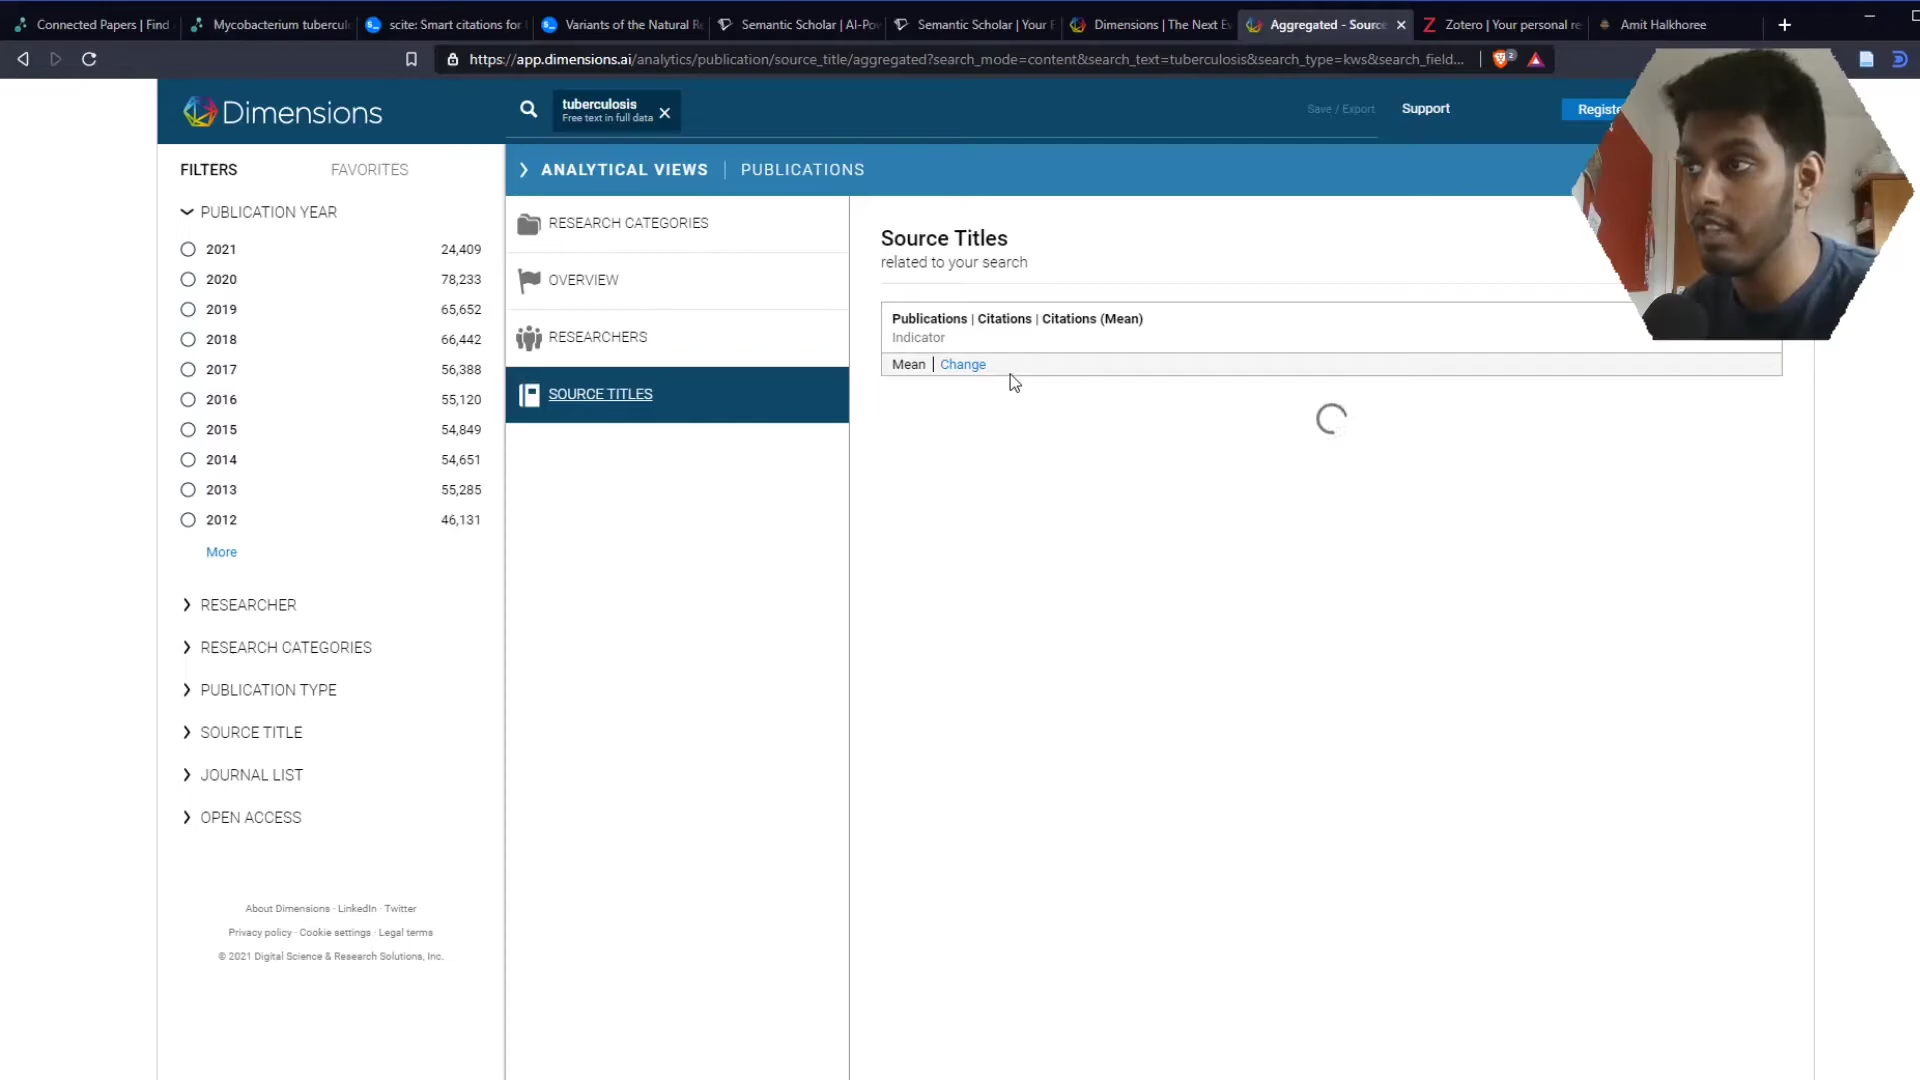 Connected Papers | Find
Mycobacterium tubercul
scite: Smart citations for
Variants of the Natural R
Semantic Scholar | AI-Pov
Semantic Scholar | Your F
Dimensions | The Next Ev
Aggregated - Source
Zotero | Your personal re
Amit Halkhoree
https://app.dimensions.ai/analytics/publication/source_title/aggregated?search_mode=content&search_text=tuberculosis&search_type=kws&search_field...
2
Dimensions
tuberculosis
Free text in full data
Save / Export
Support
Registe
FILTERS
FAVORITES
ANALYTICAL VIEWS
PUBLICATIONS
PUBLICATION YEAR
2021 24,409
2020 78,233
2019 65,652
2018 66,442
2017 56,388
2016 55,120
2015 54,849
2014 54,651
2013 55,285
2012 46,131
More
RESEARCHER
RESEARCH CATEGORIES
PUBLICATION TYPE
SOURCE TITLE
JOURNAL LIST
OPEN ACCESS
About Dimensions · LinkedIn · Twitter
Privacy policy · Cookie settings · Legal terms
© 2021 Digital Science & Research Solutions, Inc.
RESEARCH CATEGORIES
OVERVIEW
RESEARCHERS
SOURCE TITLES
Source Titles
related to your search
Publications | Citations | Citations (Mean)
Indicator
Mean | Change